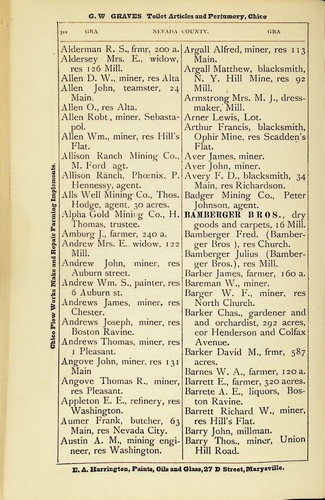 G. W GRAVES Toilet Articles and Perfumery, Chico
GRA NEVADA COUNTY. GRA
Alderman R. S., frmr, 200 a.
Aldersey Mrs. E., widow,
res 126 Mill.
Allen D. W., miner, res Alta
Allen John, teamster, 24
Main.
Allen O., res Alta.
Allen Robt, miner. Sebasta-
pol.
Allen Wm., miner, res Hill's
Flat.
Allison Ranch Mining Co.,
M. Ford agt.
Allison Ranch, Phœnix, P.
Hennessy, agent.
Alls Well Mining Co., Thos.
Hodge, agent. 30 acres.
Alpha Gold Mining Co., H.
Thomas, trustee.
Amburg J., farmer, 240 a.
Andrew Mrs. E. widow, 122
Mill.
Andrew John, miner, res
Auburn street.
Andrew Wm. S., painter, res
6 Auburn st.
Andrews James, miner, res
Chester.
Andrews Joseph, miner, res
Boston Ravine.
Andrews Thomas, miner, res
1 Pleasant.
Angove John, miner. res 131
Main
Angove Thomas R., miner,
res Pleasant.
Appleton E. E., refinery, res
Washington.
Aumer Frank, butcher, 63
Main, res Nevada City.
Austin A. M., mining engi-
neer, res Washington.
Argall Alfred, miner, res 113
Main.
Argall Matthew, blacksmith,
N. Y. Hill Mine, res 92
Mill.
Armstrong Mrs. M. J., dress-
maker, Mill.
Arner Lewis, Lot.
Arthur Francis, blacksmith,
Ophir Mine, res Scadden's
Flat.
Aver James, miner.
Aver John, miner.
Avery F. D., blacksmith, 34
Main, res Richardson.
Badger Mining Co., Peter
Johnson, agent.
BAMBERGER BROS., dry
goods and carpets, 16 Mill.
Bamberger Fred. (Bamber-
ger Bros ), res Church.
Bamberger Julius (Bamber-
ger Bros.), res Mill.
Barber James, farmer, 160 a.
Bareman W., miner.
Barger W. F., miner, res
North Church.
Barker Chas., gardener and
and orchardist, 292 acres,
cor Henderson and Colfax
Avenue.
Barker David M., frmr, 587
acres.
Barnes W. A., farmer, 120 a.
Barrett E., farmer, 320 acres.
Barrete A. E., liquors, Bos-
ton Ravine.
Barrett Richard W., miner,
res Hill's Flat.
Barry John, millman.
Barry Thos., miner, Union
Hill Road.
Chico Plow Works Make and Repair Farming Implements.
E. A. Harrington, Paints, Oils and Glass, 27 D Street, Marysville.